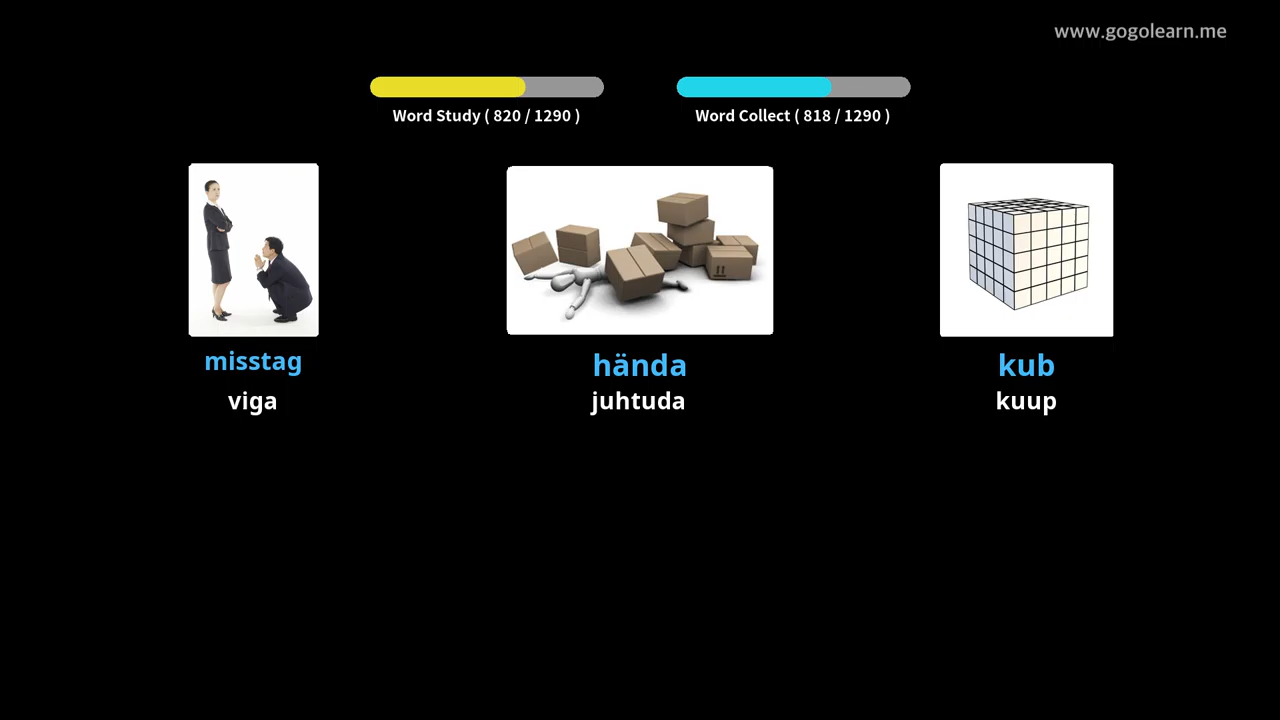 www.gogolearn.me
Word Study ( 820 / 1290 )
Word Collect ( 818 / 1290 )
misstag
viga
hända
juhtuda
kub
kuup